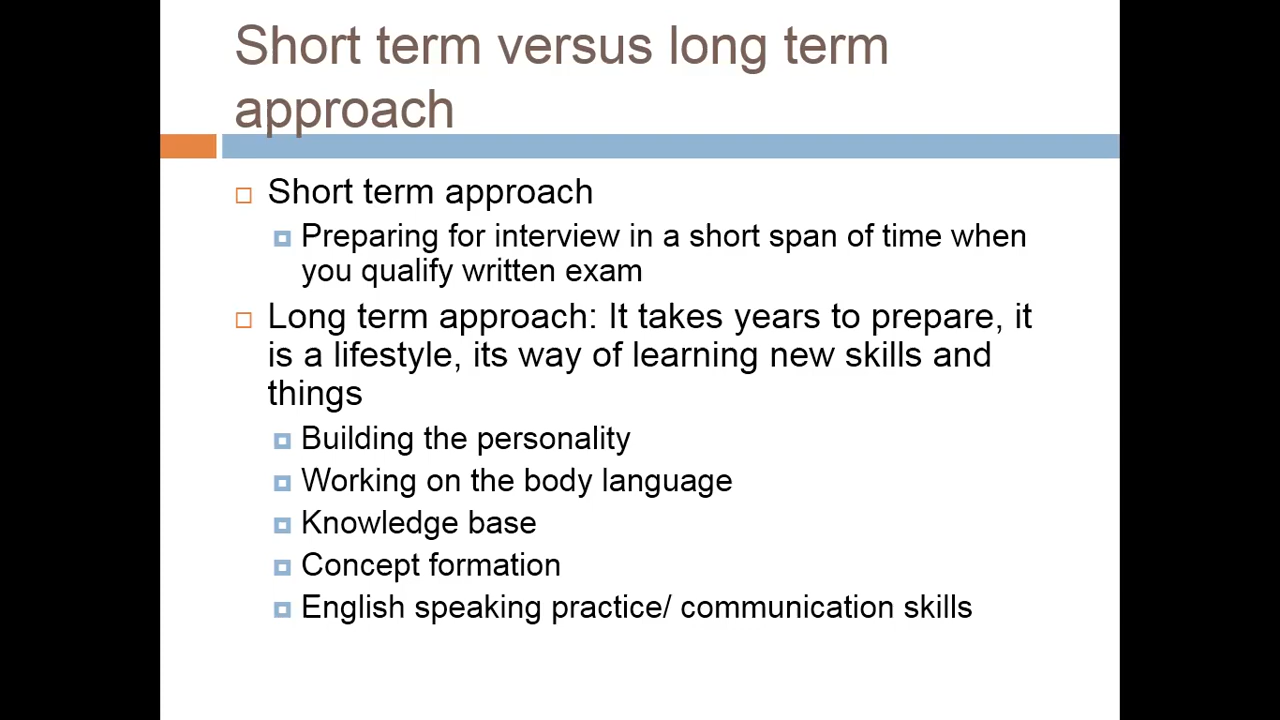 Short term versus long term
approach
Short term approach
Preparing for interview in a short span of time when
you qualify written exam
Long term approach: It takes years to prepare, it
is a lifestyle, its way of learning new skills and
things
Building the personality
Working on the body language
Knowledge base
Concept formation
English speaking practice/ communication skills